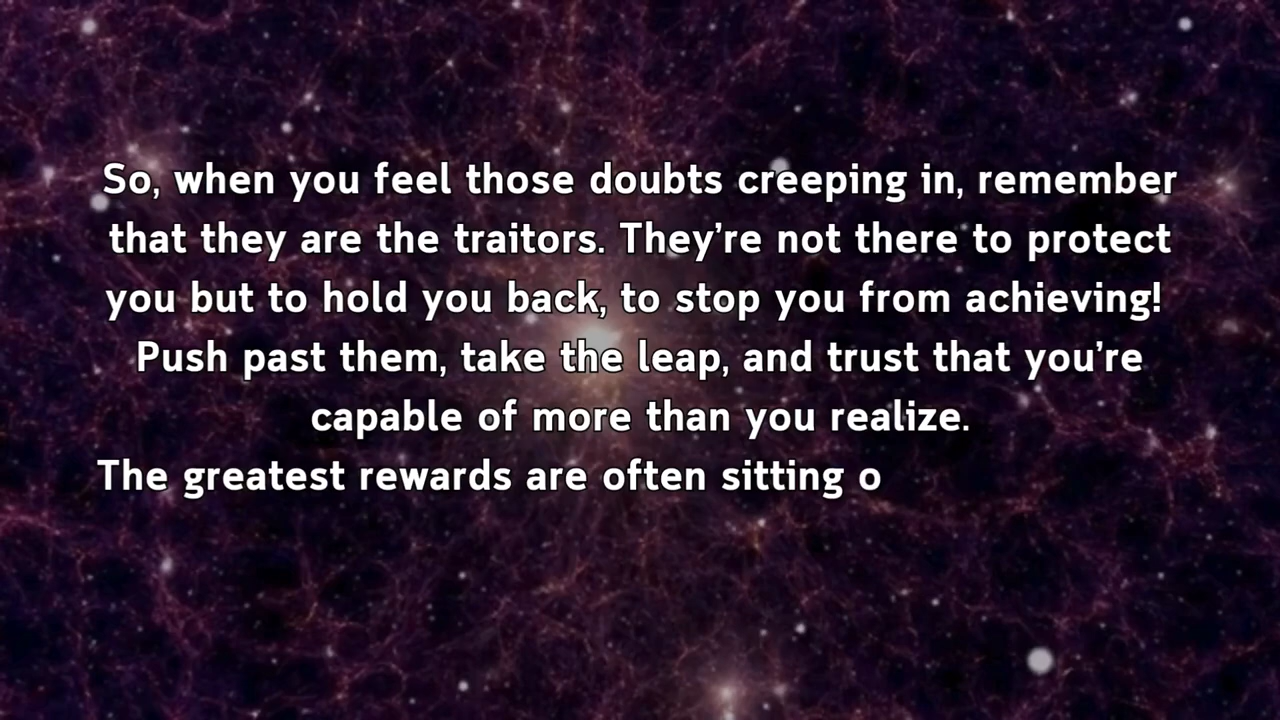 So, when you feel those doubts creeping in, remember
that they are the traitors. They’re not there to protect
you but to hold you back, to stop you from achieving!
Push past them, take the leap, and trust that you’re
capable of more than you realize.
The greatest rewards are often sitting o